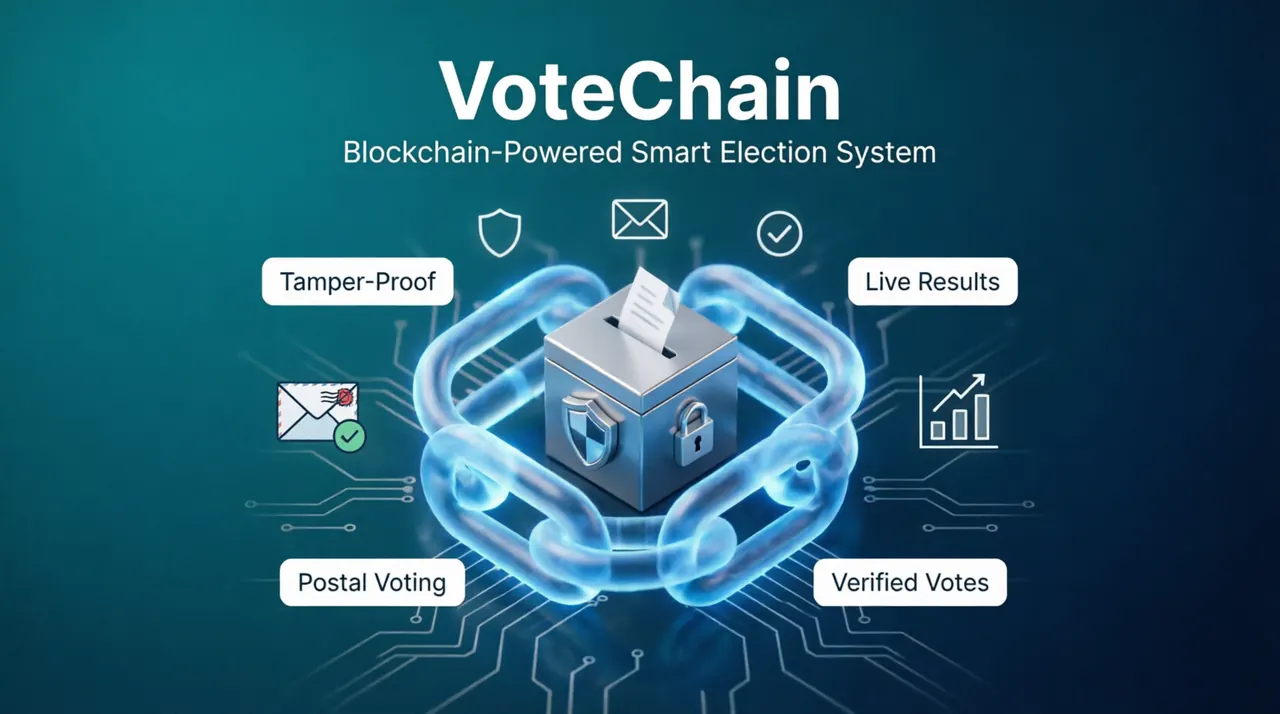 VoteChain
Blockchain-Powered Smart Election System
Tamper-Proof
Live Results
Postal Voting
Verified Votes